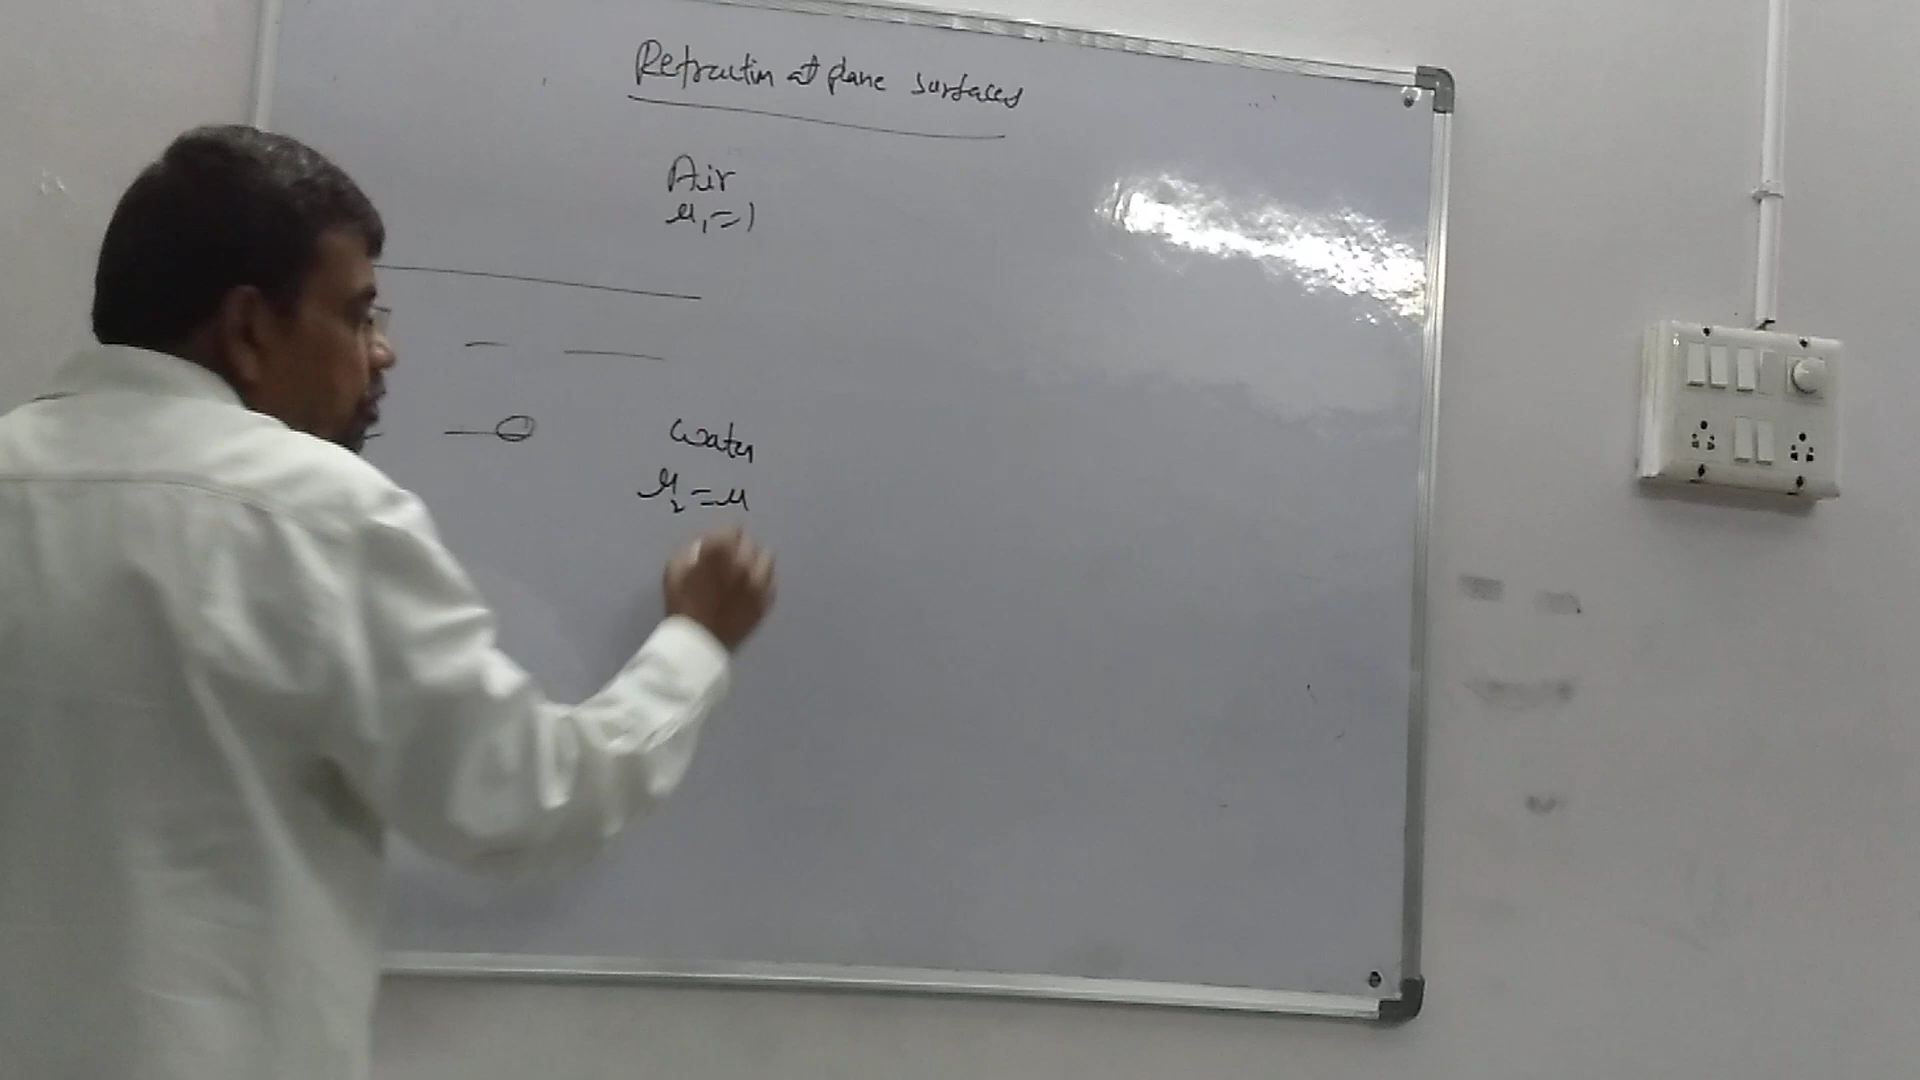 Refraction at plane surfaces
Air
μ₁=1
water
μ₂=μ